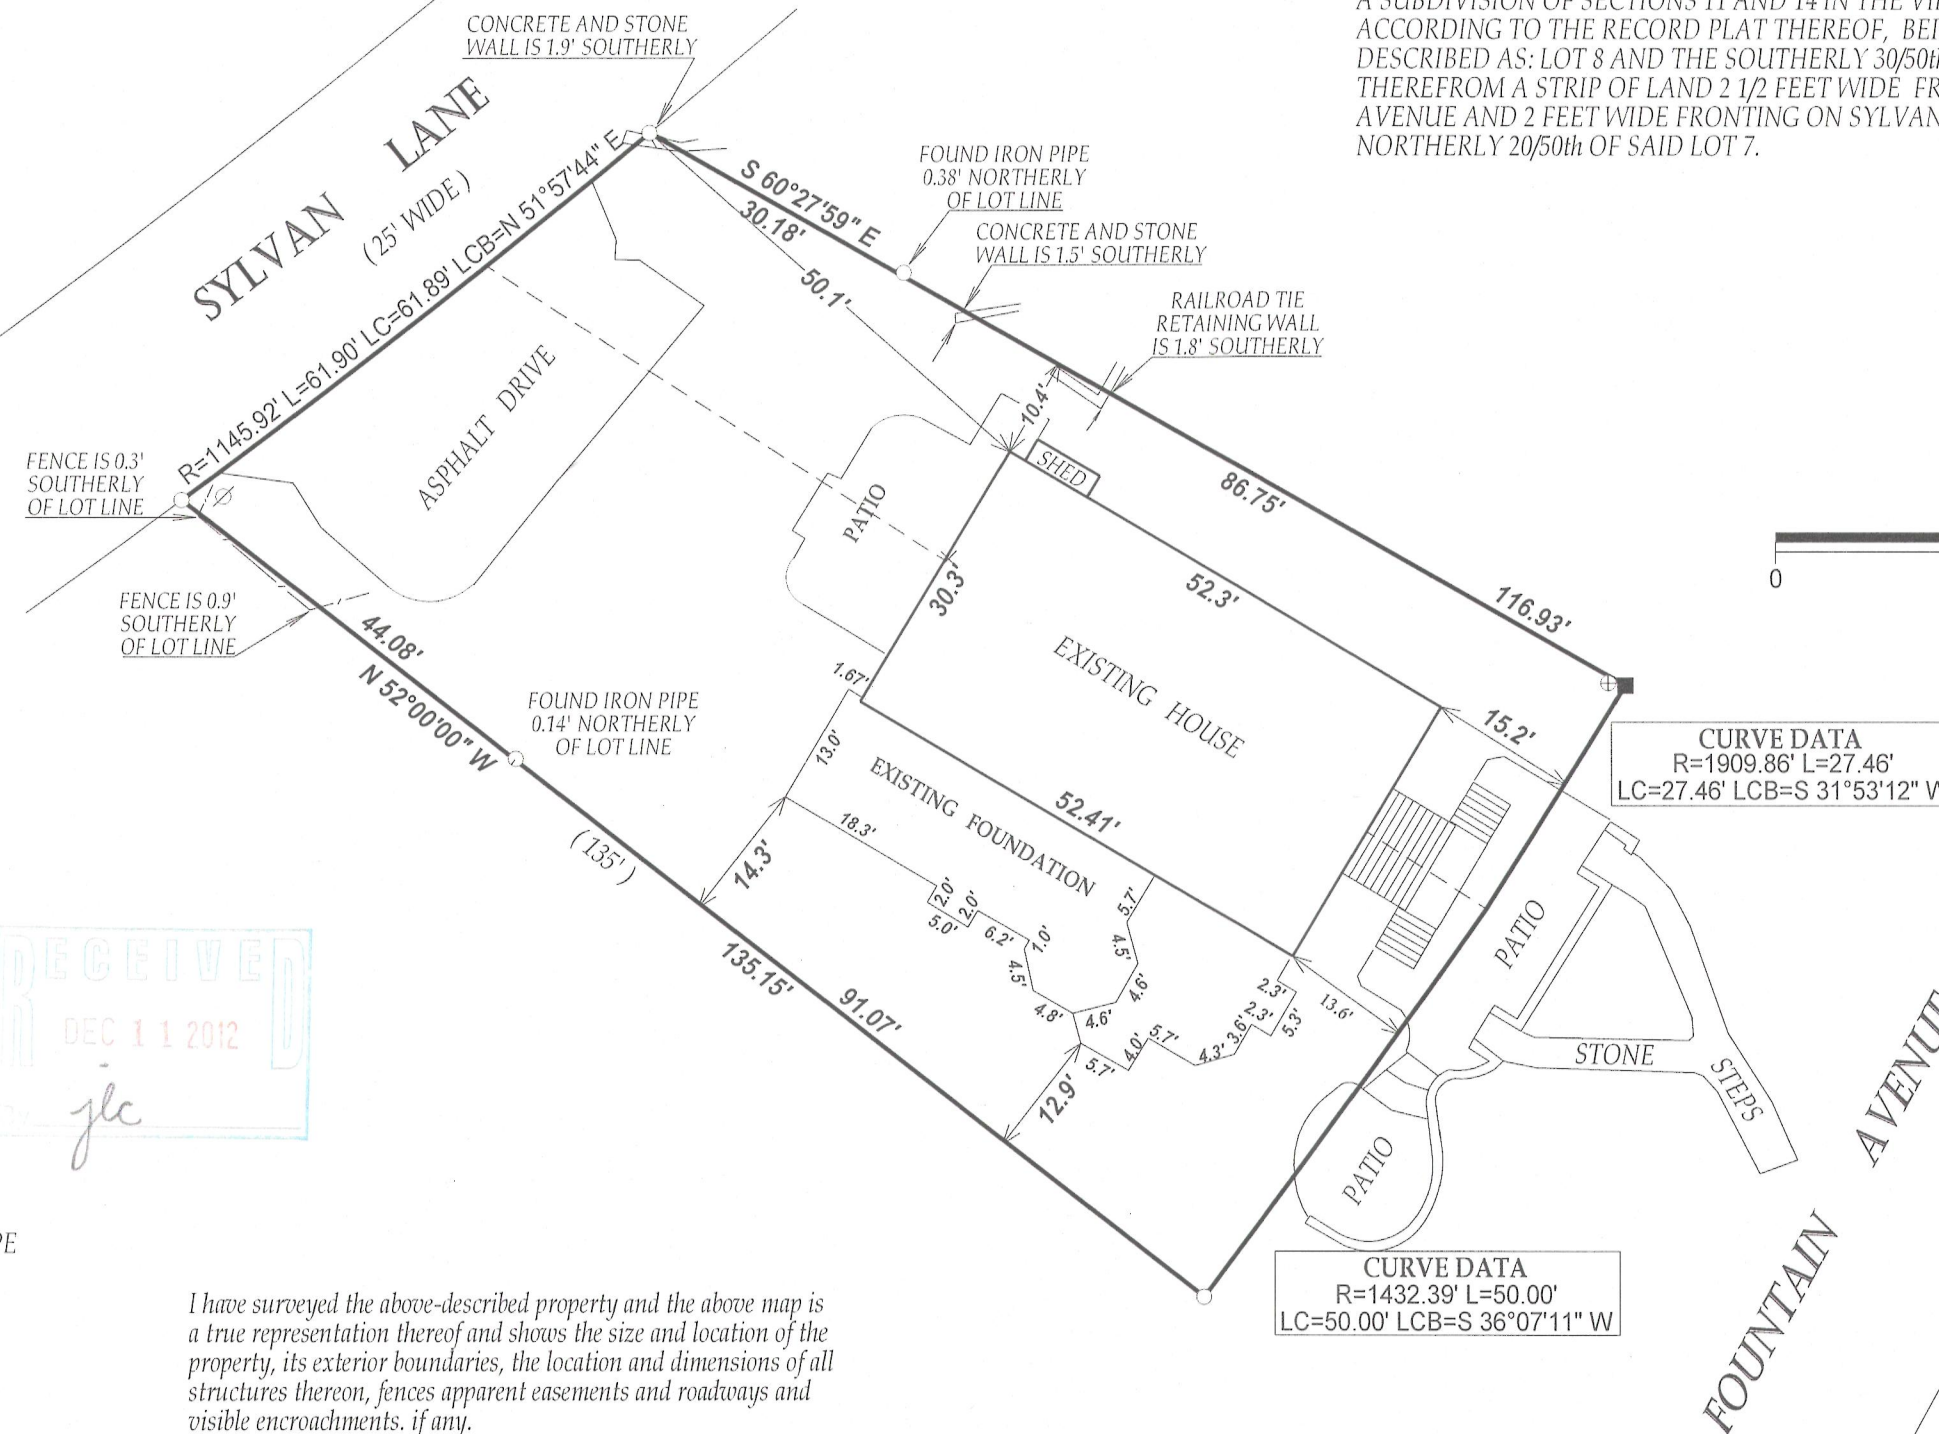 A SUBDIVISION OF SECTIONS 11 AND 14 IN THE
ACCORDING TO THE RECORD PLAT THEREOF,
DESCRIBED AS: LOT 8 AND THE SOUTHERLY 30/50th
THEREFROM A STRIP OF LAND 2 1/2 FEET WIDE
AVENUE AND 2 FEET WIDE FRONTING ON SYLVAN
NORTHERLY 20/50th OF SAID LOT 7.
CONCRETE AND STONE
WALL IS 1.9' SOUTHERLY
SYLVAN LANE
(25' WIDE)
R=1145.92' L=61.90' LC=61.89' LCB=N 51°57'44" E
S 60°27'59" E
30.18'
50.1'
FOUND IRON PIPE
0.38' NORTHERLY
OF LOT LINE
CONCRETE AND STONE
WALL IS 1.5' SOUTHERLY
RAILROAD TIE
RETAINING WALL
IS 1.8' SOUTHERLY
10.4'
SHED
86.75'
116.93'
0
ASPHALT DRIVE
PATIO
FENCE IS 0.3'
SOUTHERLY
OF LOT LINE
FENCE IS 0.9'
SOUTHERLY
OF LOT LINE
44.08'
N 52°00'00" W
FOUND IRON PIPE
0.14' NORTHERLY
OF LOT LINE
30.3'
52.3'
EXISTING HOUSE
15.2'
1.67'
13.0'
EXISTING FOUNDATION
52.41'
CURVE DATA
R=1909.86' L=27.46'
LC=27.46' LCB=S 31°53'12" W
(135')
14.3'
18.3'
2.0'
5.0'
2.0'
6.2'
1.0'
4.5'
4.8'
4.6'
4.6'
4.5'
5.7'
5.7'
4.0'
5.7'
4.3'
3.6'
2.3'
2.3'
5.3'
13.6'
12.9'
135.15'
91.07'
PATIO
STONE STEPS
PATIO
RECEIVED
DEC 11 2012
jlc
CURVE DATA
R=1432.39' L=50.00'
LC=50.00' LCB=S 36°07'11" W
FOUNTAIN AVENUE
I have surveyed the above-described property and the above map is
a true representation thereof and shows the size and location of the
property, its exterior boundaries, the location and dimensions of all
structures thereon, fences apparent easements and roadways and
visible encroachments. if any.